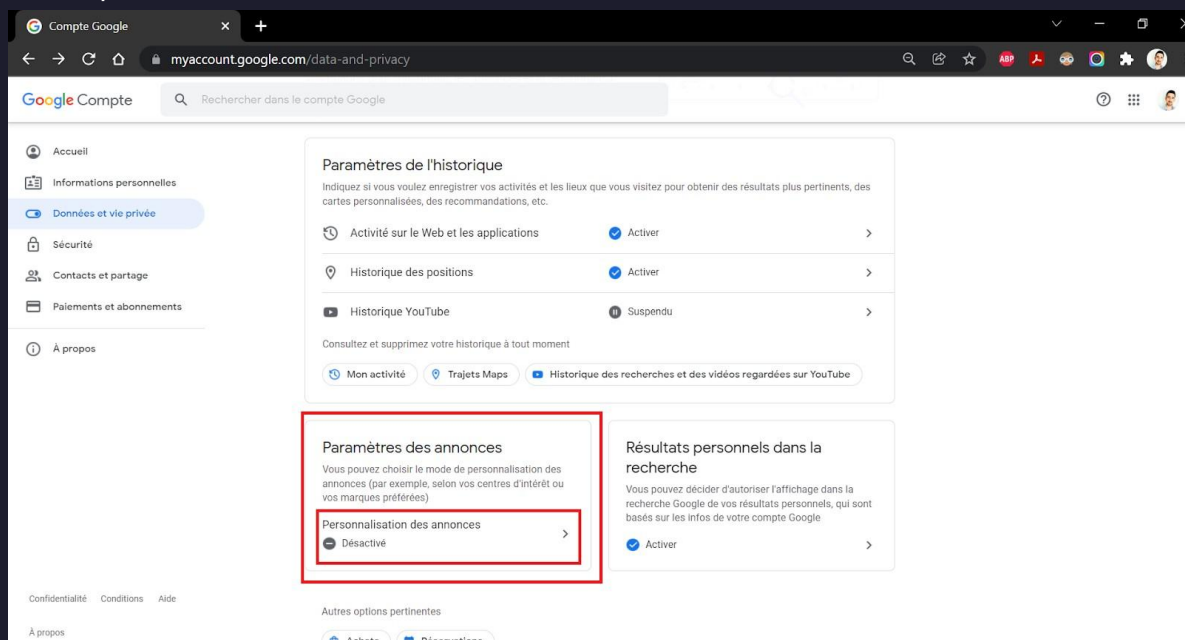 Compte Google
myaccount.google.com/data-and-privacy
ABP
Google Compte
Rechercher dans le compte Google
Accueil
Informations personnelles
Données et vie privée
Sécurité
Contacts et partage
Paiements et abonnements
À propos
Paramètres de l'historique
Indiquez si vous voulez enregistrer vos activités et les lieux que vous visitez pour obtenir des résultats plus pertinents, des
cartes personnalisées, des recommandations, etc.
Activité sur le Web et les applications Activer
Historique des positions Activer
Historique YouTube Suspendu
Consultez et supprimez votre historique à tout moment
Mon activité Trajets Maps Historique des recherches et des vidéos regardées sur YouTube
Paramètres des annonces
Vous pouvez choisir le mode de personnalisation des
annonces (par exemple, selon vos centres d'intérêt ou
vos marques préférées)
Personnalisation des annonces
Désactivé
Résultats personnels dans la
recherche
Vous pouvez décider d'autoriser l'affichage dans la
recherche Google de vos résultats personnels, qui sont
basés sur les infos de votre compte Google
Activer
Autres options pertinentes
Achats Réservations
Confidentialité Conditions Aide
À propos